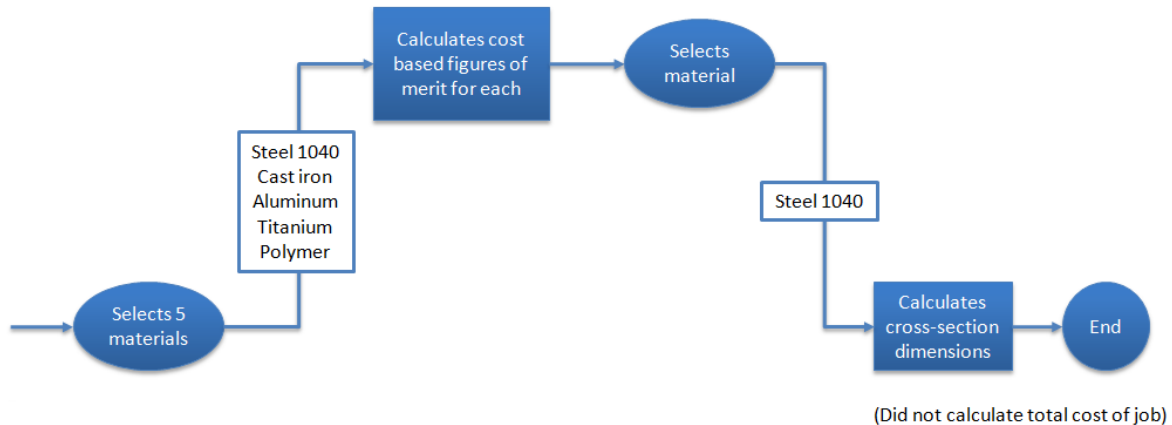 Selects 5
materials
Steel 1040
Cast iron
Aluminum
Titanium
Polymer
Calculates cost
based figures of
merit for each
Selects
material
Steel 1040
Calculates
cross-section
dimensions
End
(Did not calculate total cost of job)